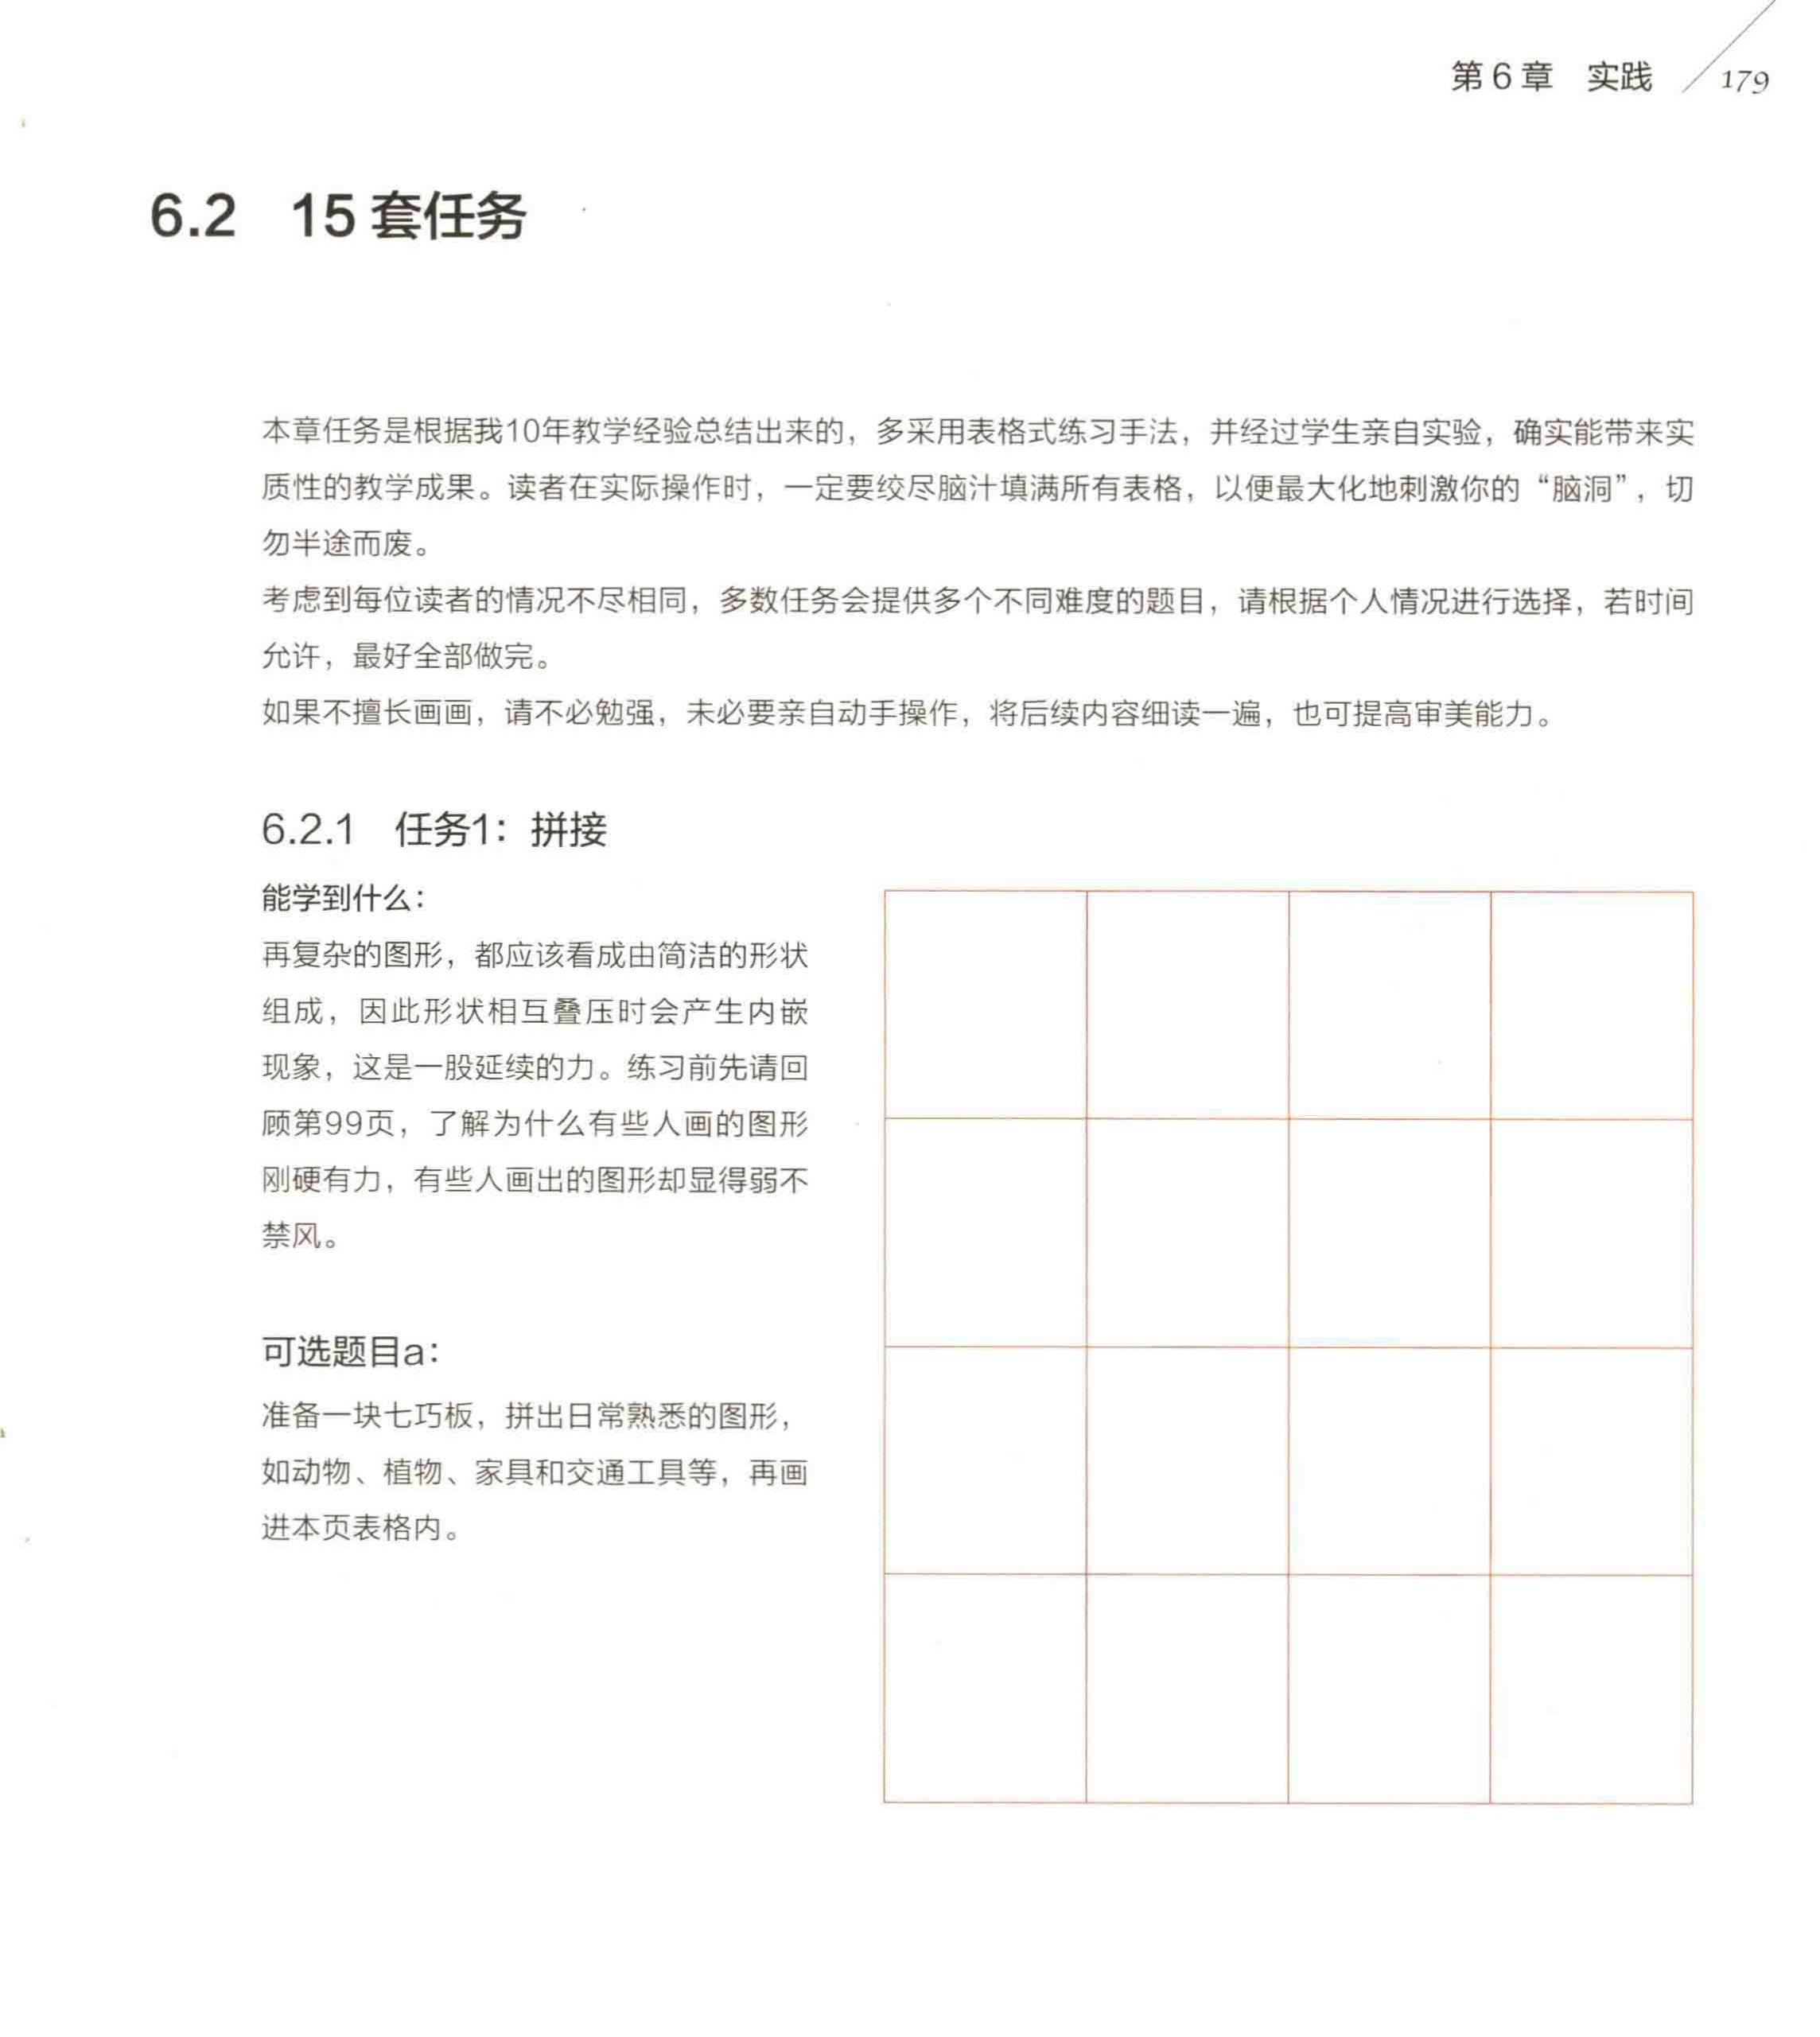 第6章 实践 179
6.2 15套任务
本章任务是根据我10年教学经验总结出来的，多采用表格式练习手法，并经过学生亲自实验，确实能带来实
质性的教学成果。读者在实际操作时，一定要绞尽脑汁填满所有表格，以便最大化地刺激你的“脑洞”，切
勿半途而废。
考虑到每位读者的情况不尽相同，多数任务会提供多个不同难度的题目，请根据个人情况进行选择，若时间
允许，最好全部做完。
如果不擅长画画，请不必勉强，未必要亲自动手操作，将后续内容细读一遍，也可提高审美能力。
6.2.1 任务1：拼接
能学到什么：
再复杂的图形，都应该看成由简洁的形状
组成，因此形状相互叠压时会产生内嵌
现象，这是一股延续的力。练习前先请回
顾第99页，了解为什么有些人画的图形
刚硬有力，有些人画出的图形却显得弱不
禁风。
可选题目a：
准备一块七巧板，拼出日常熟悉的图形，
如动物、植物、家具和交通工具等，再画
进本页表格内。